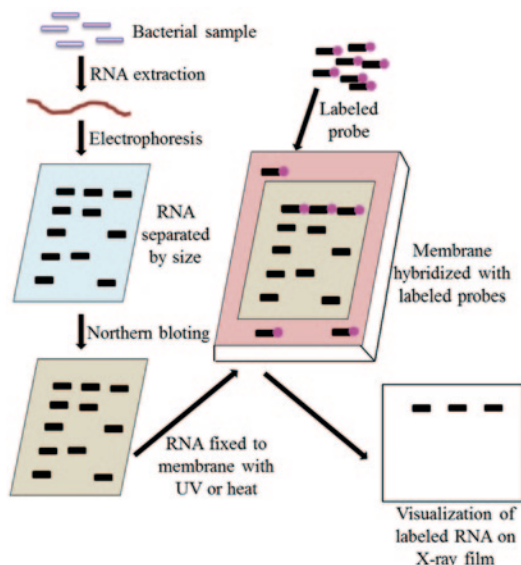 Bacterial sample
RNA extraction
Electrophoresis
RNA
separated
by size
Northern bloting
RNA fixed to
membrane with
UV or heat
Labeled
probe
Membrane
hybridized with
labeled probes
Visualization of
labeled RNA on
X-ray film